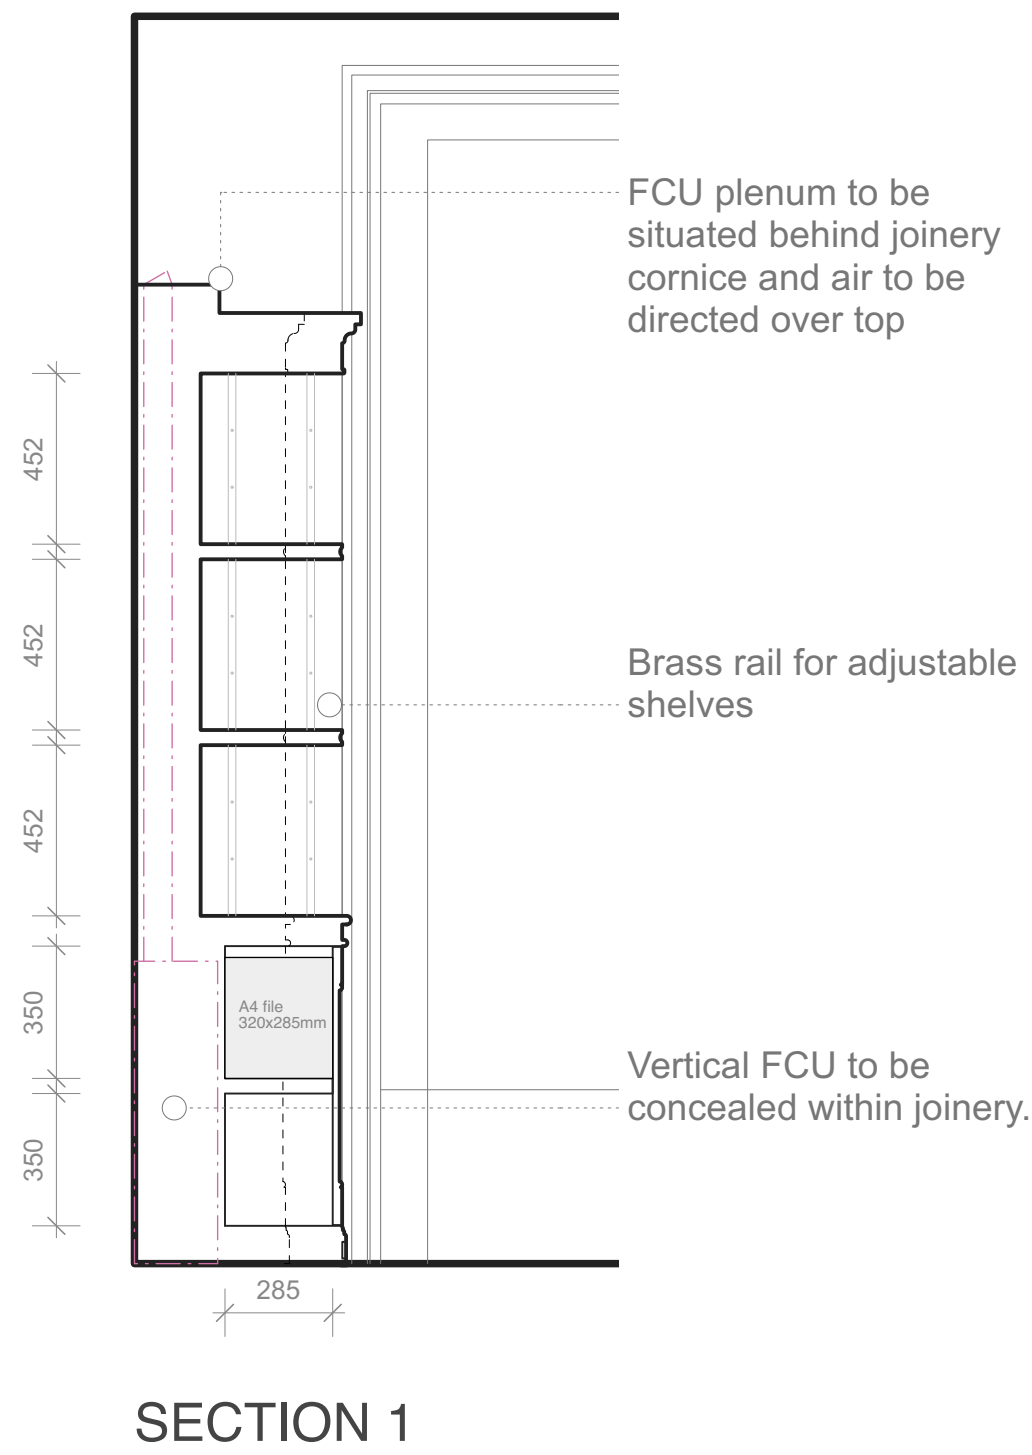 FCU plenum to be
situated behind joinery
cornice and air to be
directed over top
452
452
Brass rail for adjustable
shelves
452
A4 file
320x285mm
350
Vertical FCU to be
concealed within joinery.
350
285
SECTION 1